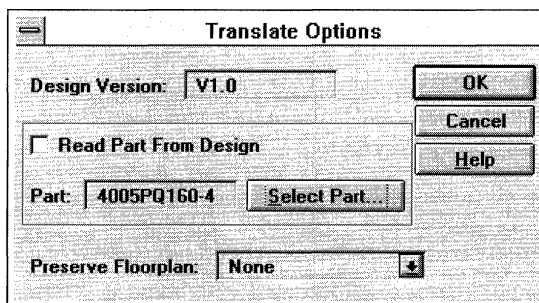 Translate Options
Design Version: V1.0
OK
Cancel
Read Part From Design
Help
Part: 4005PQ160-4 Select Part...
Preserve Floorplan: None